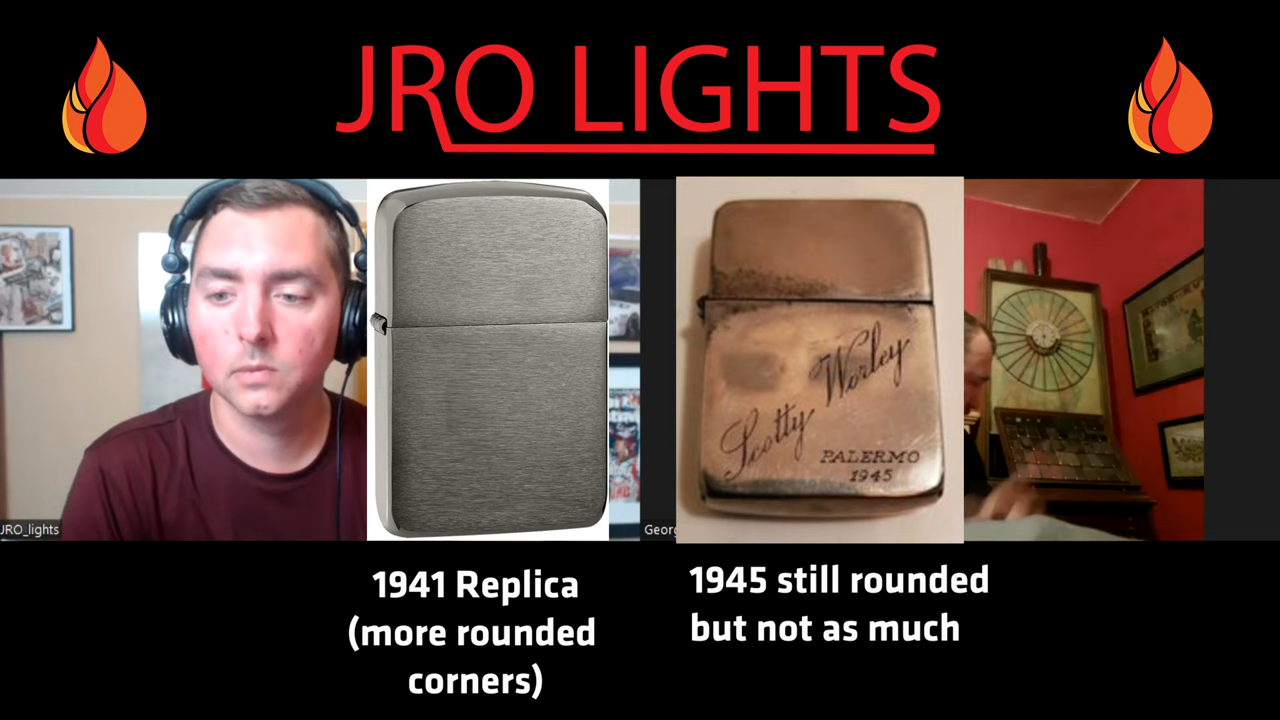 JRO LIGHTS
Worley
Scotty
PALERMO
1945
JRO_lights
Georg
1941 Replica
(more rounded
corners)
1945 still rounded
but not as much